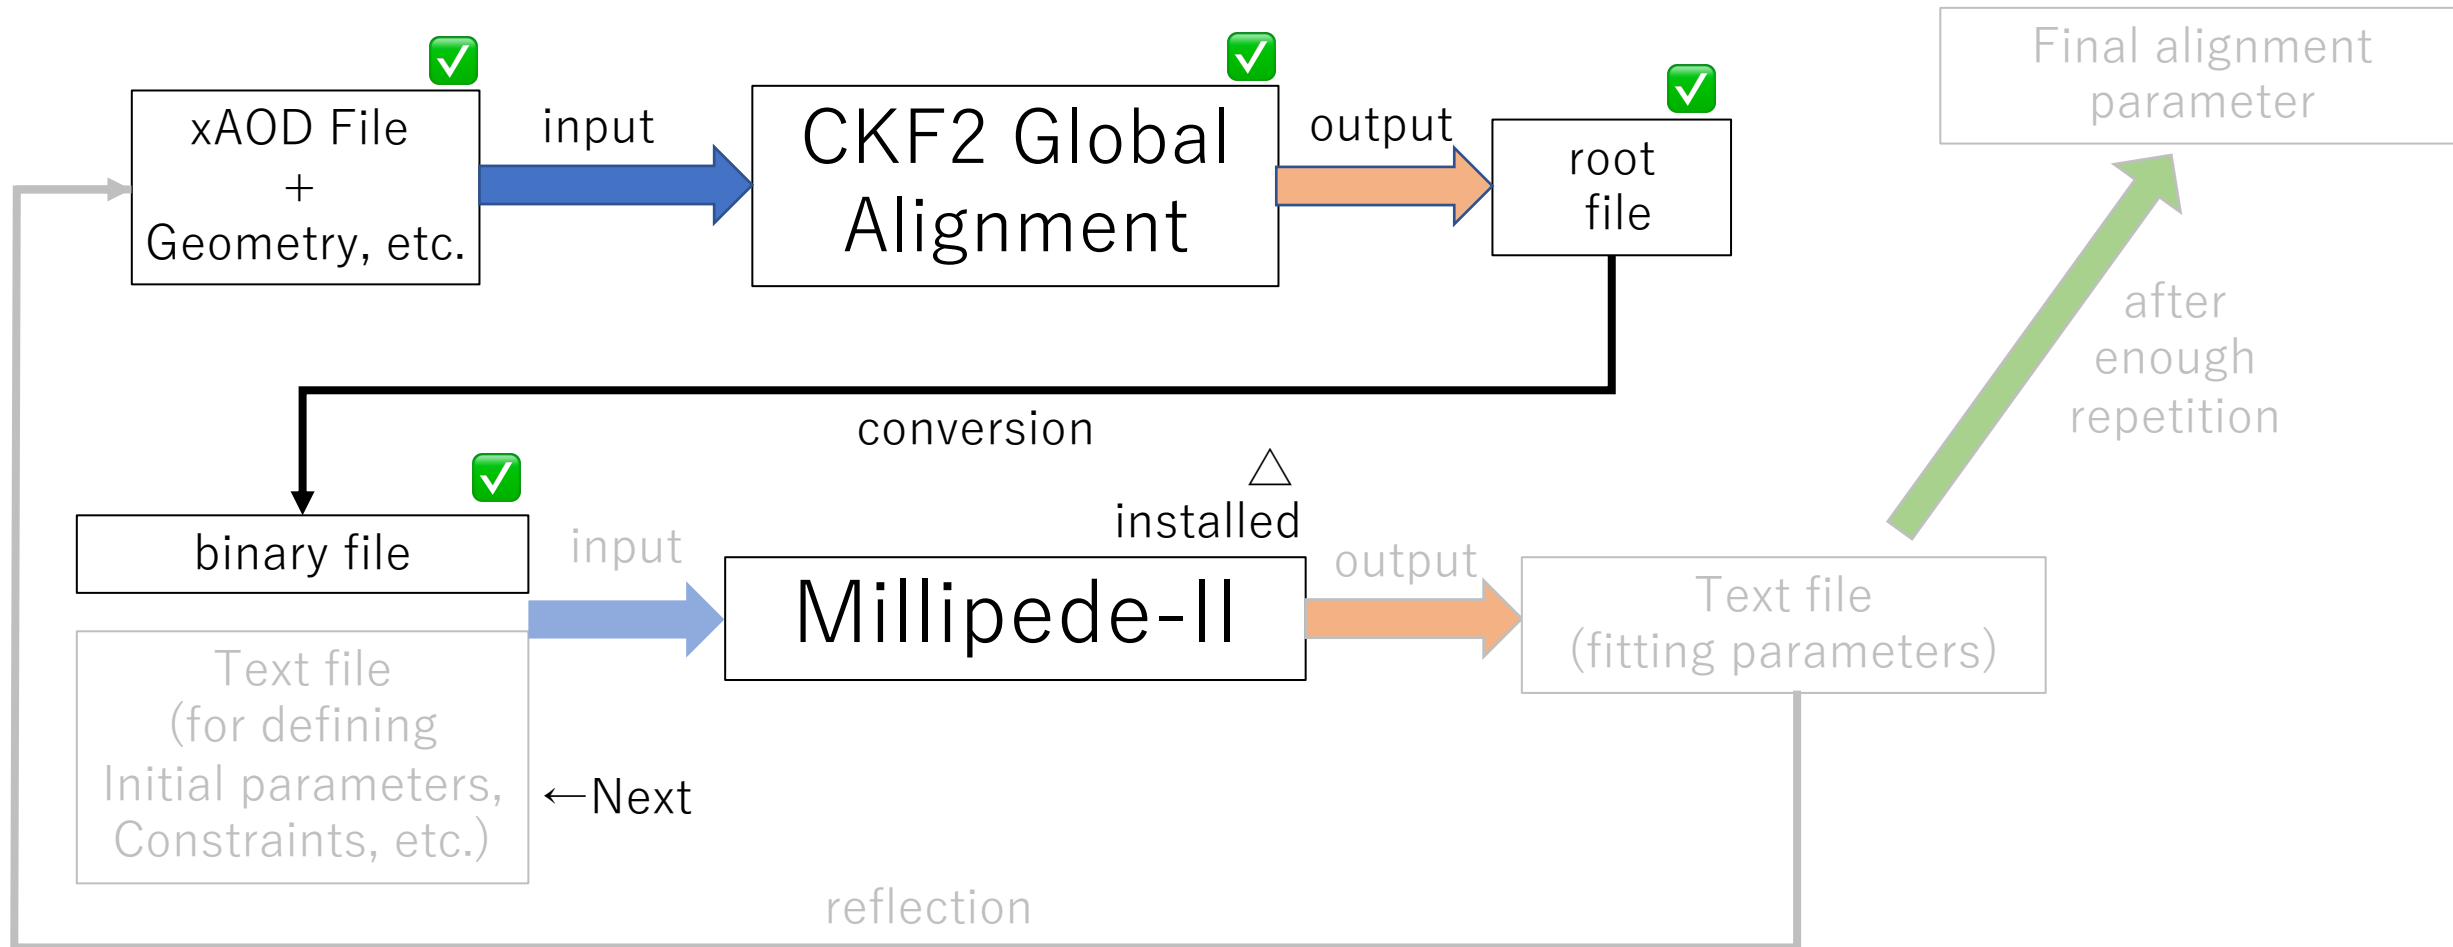 xAOD File
+
Geometry, etc.
input
CKF2 Global
Alignment
output
root
file
Final alignment
parameter
after
enough
repetition
conversion
△
installed
binary file
input
Millipede-II
output
Text file
(fitting parameters)
Text file
(for defining
Initial parameters,
Constraints, etc.)
←Next
reflection